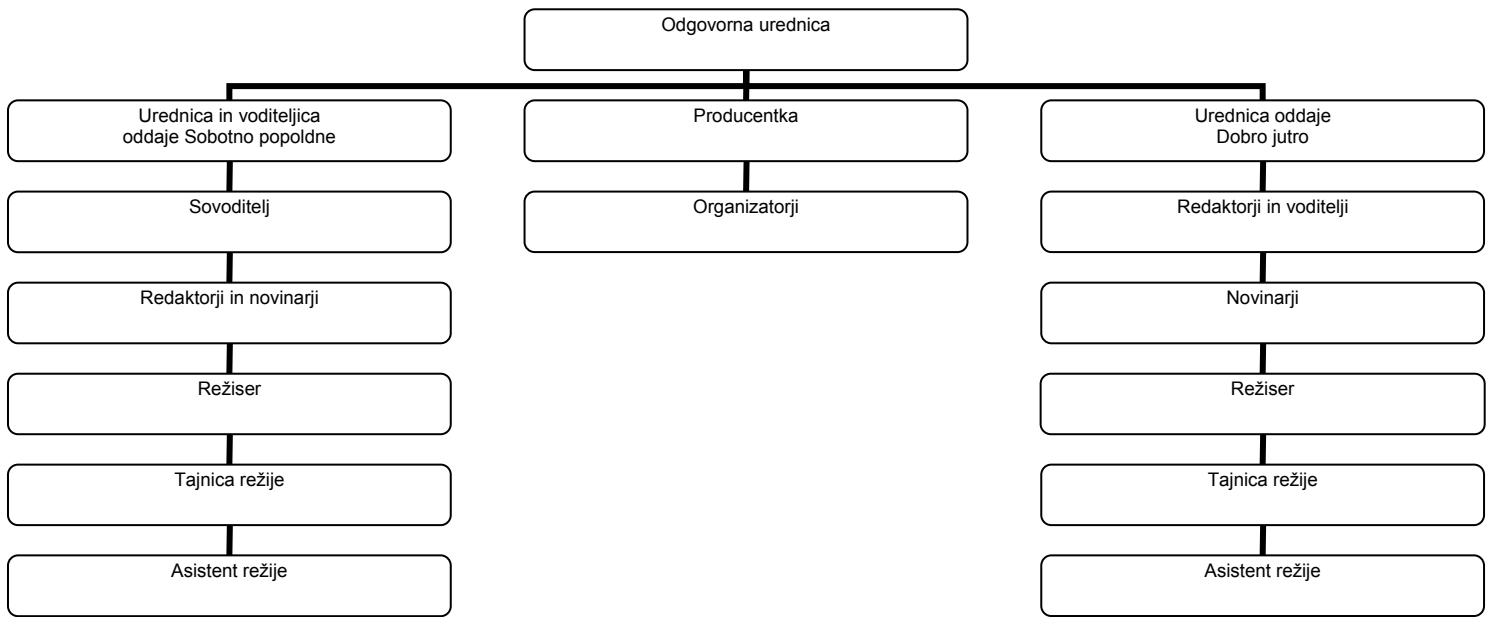 Odgovorna urednica
Urednica in voditeljica
oddaje Sobotno popoldne
Producentka
Urednica oddaje
Dobro jutro
Sovoditelj
Organizatorji
Redaktorji in voditelji
Redaktorji in novinarji
Novinarji
Režiser
Režiser
Tajnica režije
Tajnica režije
Asistent režije
Asistent režije